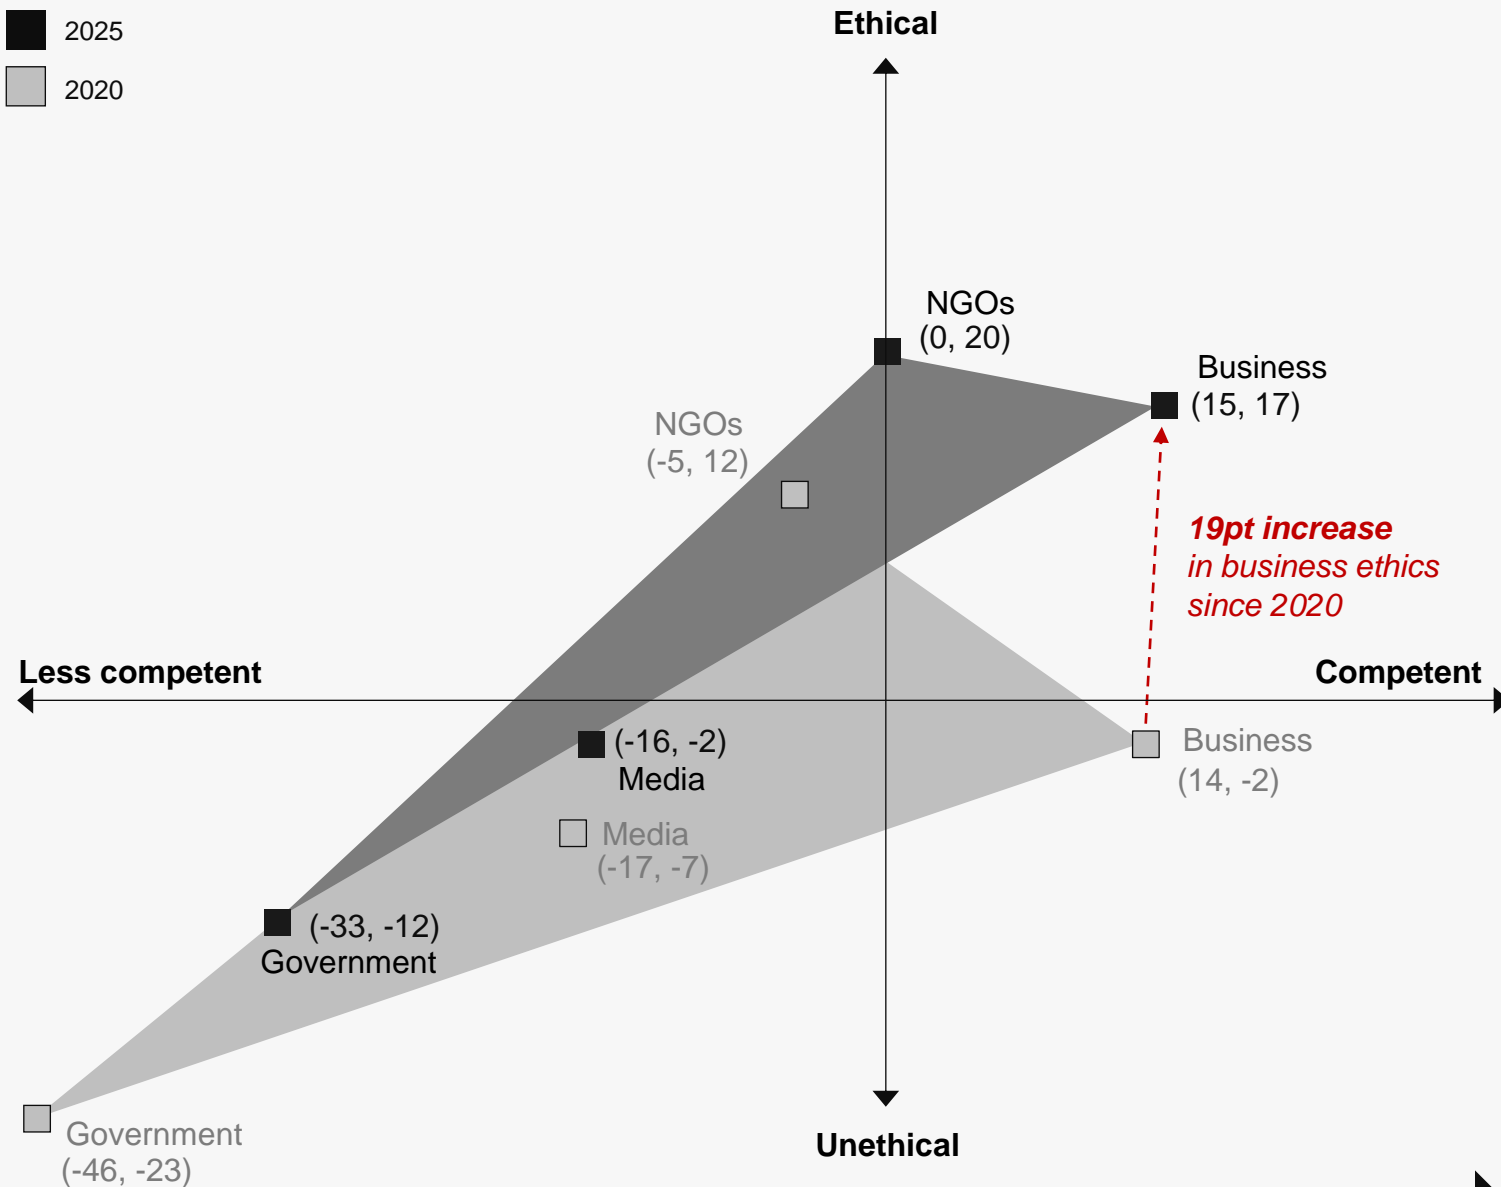 2025
2020
Ethical
NGOs
(0, 20)
Business
(15, 17)
NGOs
(-5, 12)
19pt increase
in business ethics
since 2020
Less competent
Competent
(-16, -2)
Media
Business
(14, -2)
Media
(-17, -7)
(-33, -12)
Government
Government
(-46, -23)
Unethical